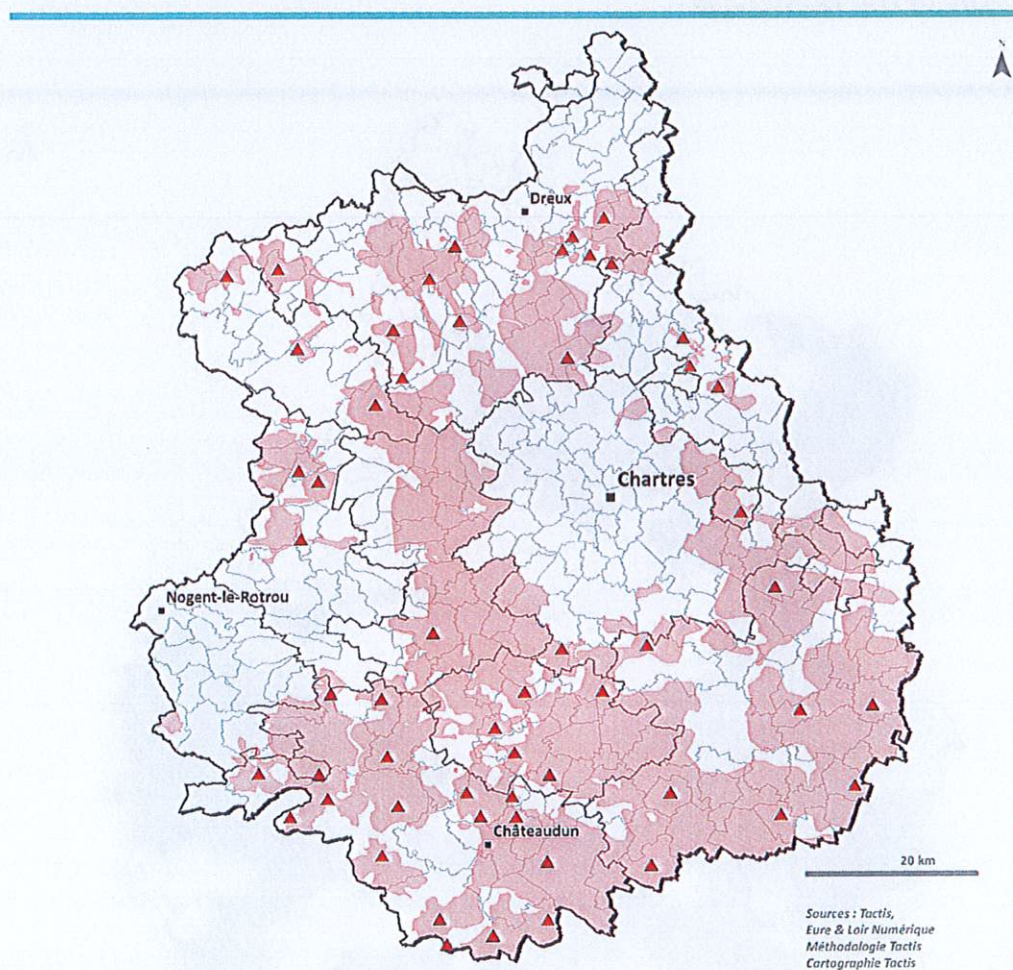 N
Dreux
Chartres
Nogent-le-Rotrou
Châteaudun
20 km
Sources : Tactis,
Eure & Loir Numérique
Méthodologie Tactis
Cartographie Tactis